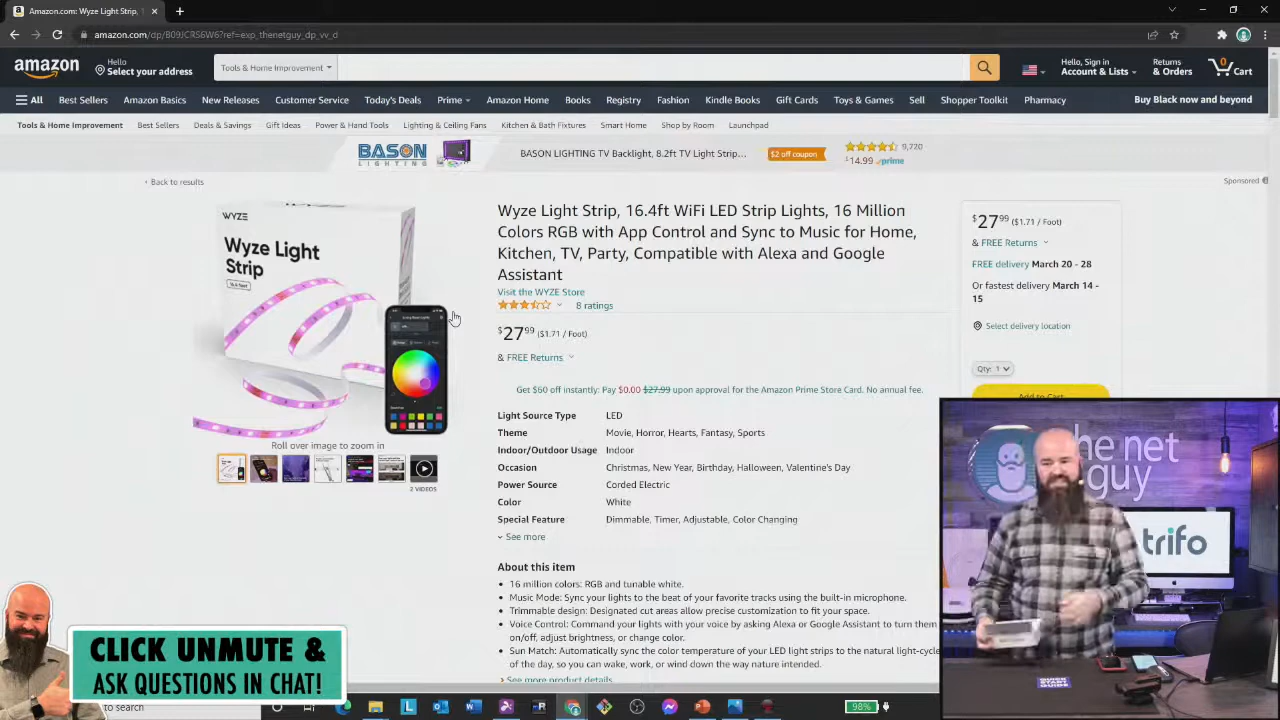 Amazon.com: Wyze Light Strip, 1
amazon.com/dp/B09JCRS6W6?ref=exp_thenetguy_dp_vv_d
amazon
Hello
Select your address
Tools & Home Improvement
Hello, Sign in
Account & Lists
Returns
& Orders
0
Cart
All
Best Sellers
Amazon Basics
New Releases
Customer Service
Today's Deals
Prime
Amazon Home
Books
Registry
Fashion
Kindle Books
Gift Cards
Toys & Games
Sell
Shopper Toolkit
Pharmacy
Buy Black now and beyond
Tools & Home Improvement
Best Sellers
Deals & Savings
Gift Ideas
Power & Hand Tools
Lighting & Ceiling Fans
Kitchen & Bath Fixtures
Smart Home
Shop by Room
Launchpad
BASON
LIGHTING
BASON LIGHTING TV Backlight, 8.2ft TV Light Strip...
$2 off coupon
9,720
$14.99 prime
‹ Back to results
Sponsored
WYZE
Wyze Light
Strip
Wyze Light Strip, 16.4ft WiFi LED Strip Lights, 16 Million
Colors RGB with App Control and Sync to Music for Home,
Kitchen, TV, Party, Compatible with Alexa and Google
Assistant
Visit the WYZE Store
8 ratings
$27.99 ($1.71 / Foot)
& FREE Returns
Get $60 off instantly: Pay $0.00 $27.99 upon approval for the Amazon Prime Store Card. No annual fee.
Light Source Type LED
Theme Movie, Horror, Hearts, Fantasy, Sports
Indoor/Outdoor Usage Indoor
Occasion Christmas, New Year, Birthday, Halloween, Valentine's Day
Power Source Corded Electric
Color White
Special Feature Dimmable, Timer, Adjustable, Color Changing
See more
Roll over image to zoom in
2 VIDEOS
About this item
• 16 million colors: RGB and tunable white.
• Music Mode: Sync your lights to the beat of your favorite tracks using the built-in microphone.
• Trimmable design: Designated cut areas allow precise customization to fit your space.
• Voice Control: Command your lights with your voice by asking Alexa or Google Assistant to turn them
on/off, adjust brightness, or change color.
• Sun Match: Automatically sync the color temperature of your LED light strips to the natural light-cycle
of the day, so you can wake, work, or wind down the way nature intended.
› See more product details
$27.99 ($1.71 / Foot)
& FREE Returns
FREE delivery March 20 - 28
Or fastest delivery March 14 -
15
Select delivery location
Qty: 1
Add to Cart
he net
guy
trifo
QUICK
START
GUIDE
CLICK UNMUTE &
ASK QUESTIONS IN CHAT!
to search
98%